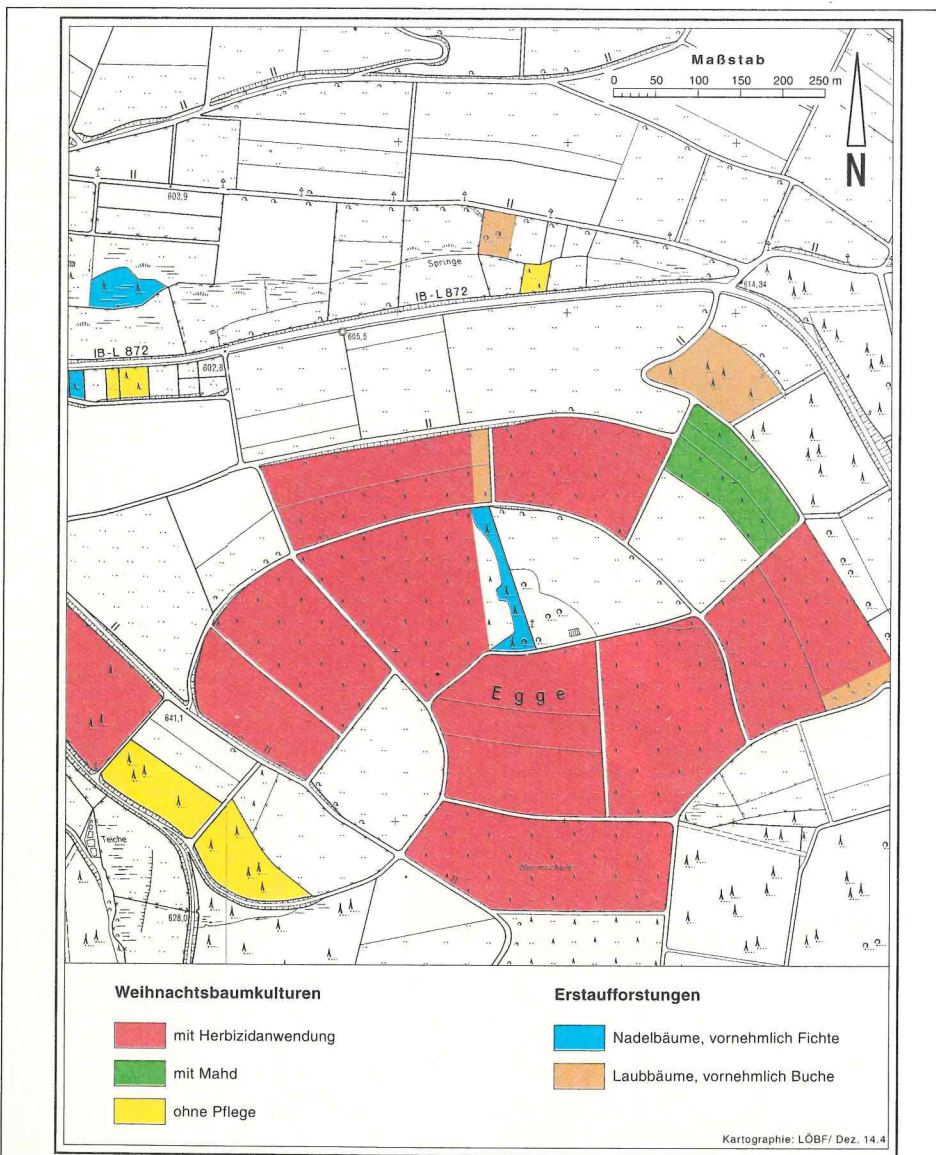 Maßstab
0 50 100 150 200 250 m
N
603,9
Springe
IB-L872
614,34
605,5
IB-L 872
602,8
Egge
641,1
Teiche
Baumschule
628,0
Weihnachtsbaumkulturen
Erstaufforstungen
mit Herbizidanwendung
Nadelbäume, vornehmlich Fichte
mit Mahd
Laubbäume, vornehmlich Buche
ohne Pflege
Kartographie: LÖBF/ Dez. 14.4